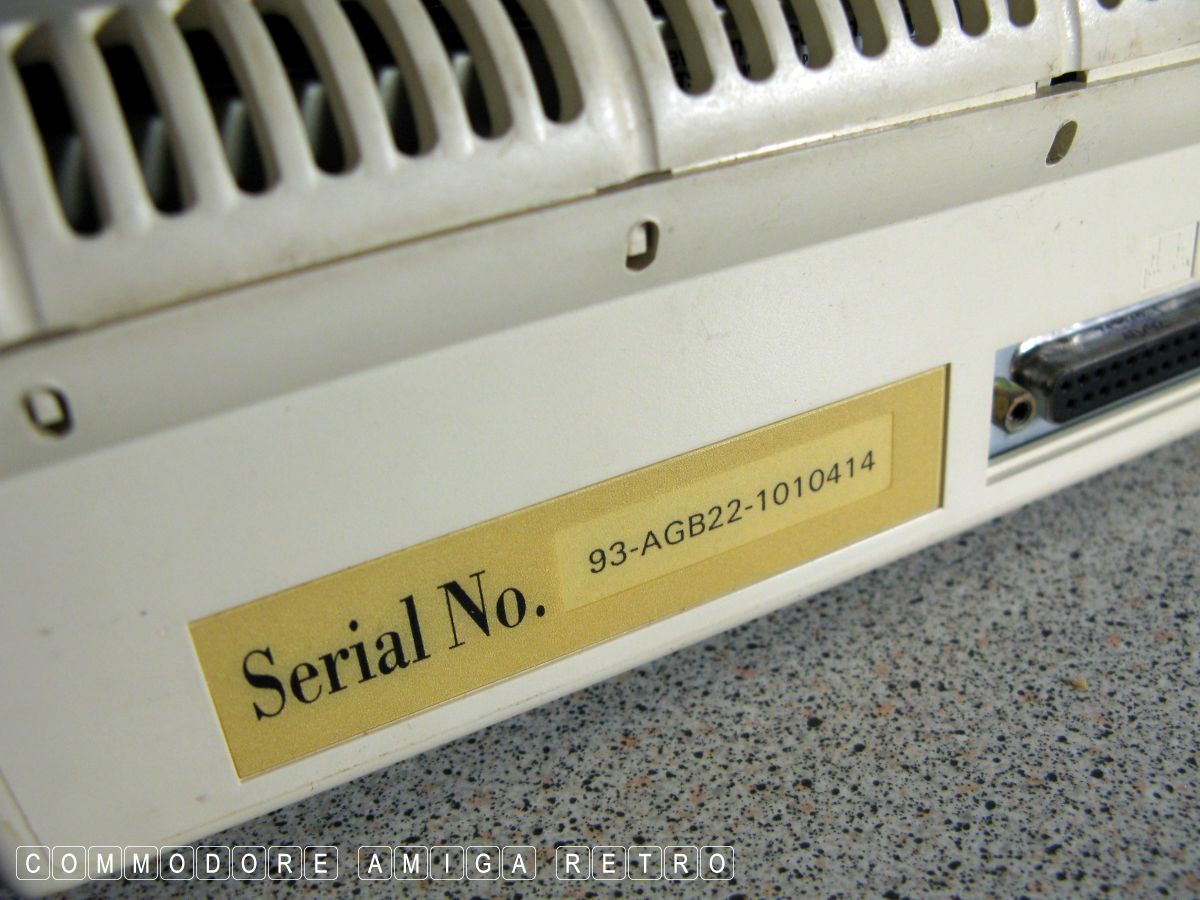 Serial No. 93-AGB22-1010414
COMMODORE AMIGA RETRO